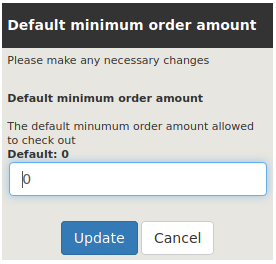 Default minimum order amount
Please make any necessary changes
Default minimum order amount
The default minumum order amount allowed
to check out
Default: 0
0
Update
Cancel